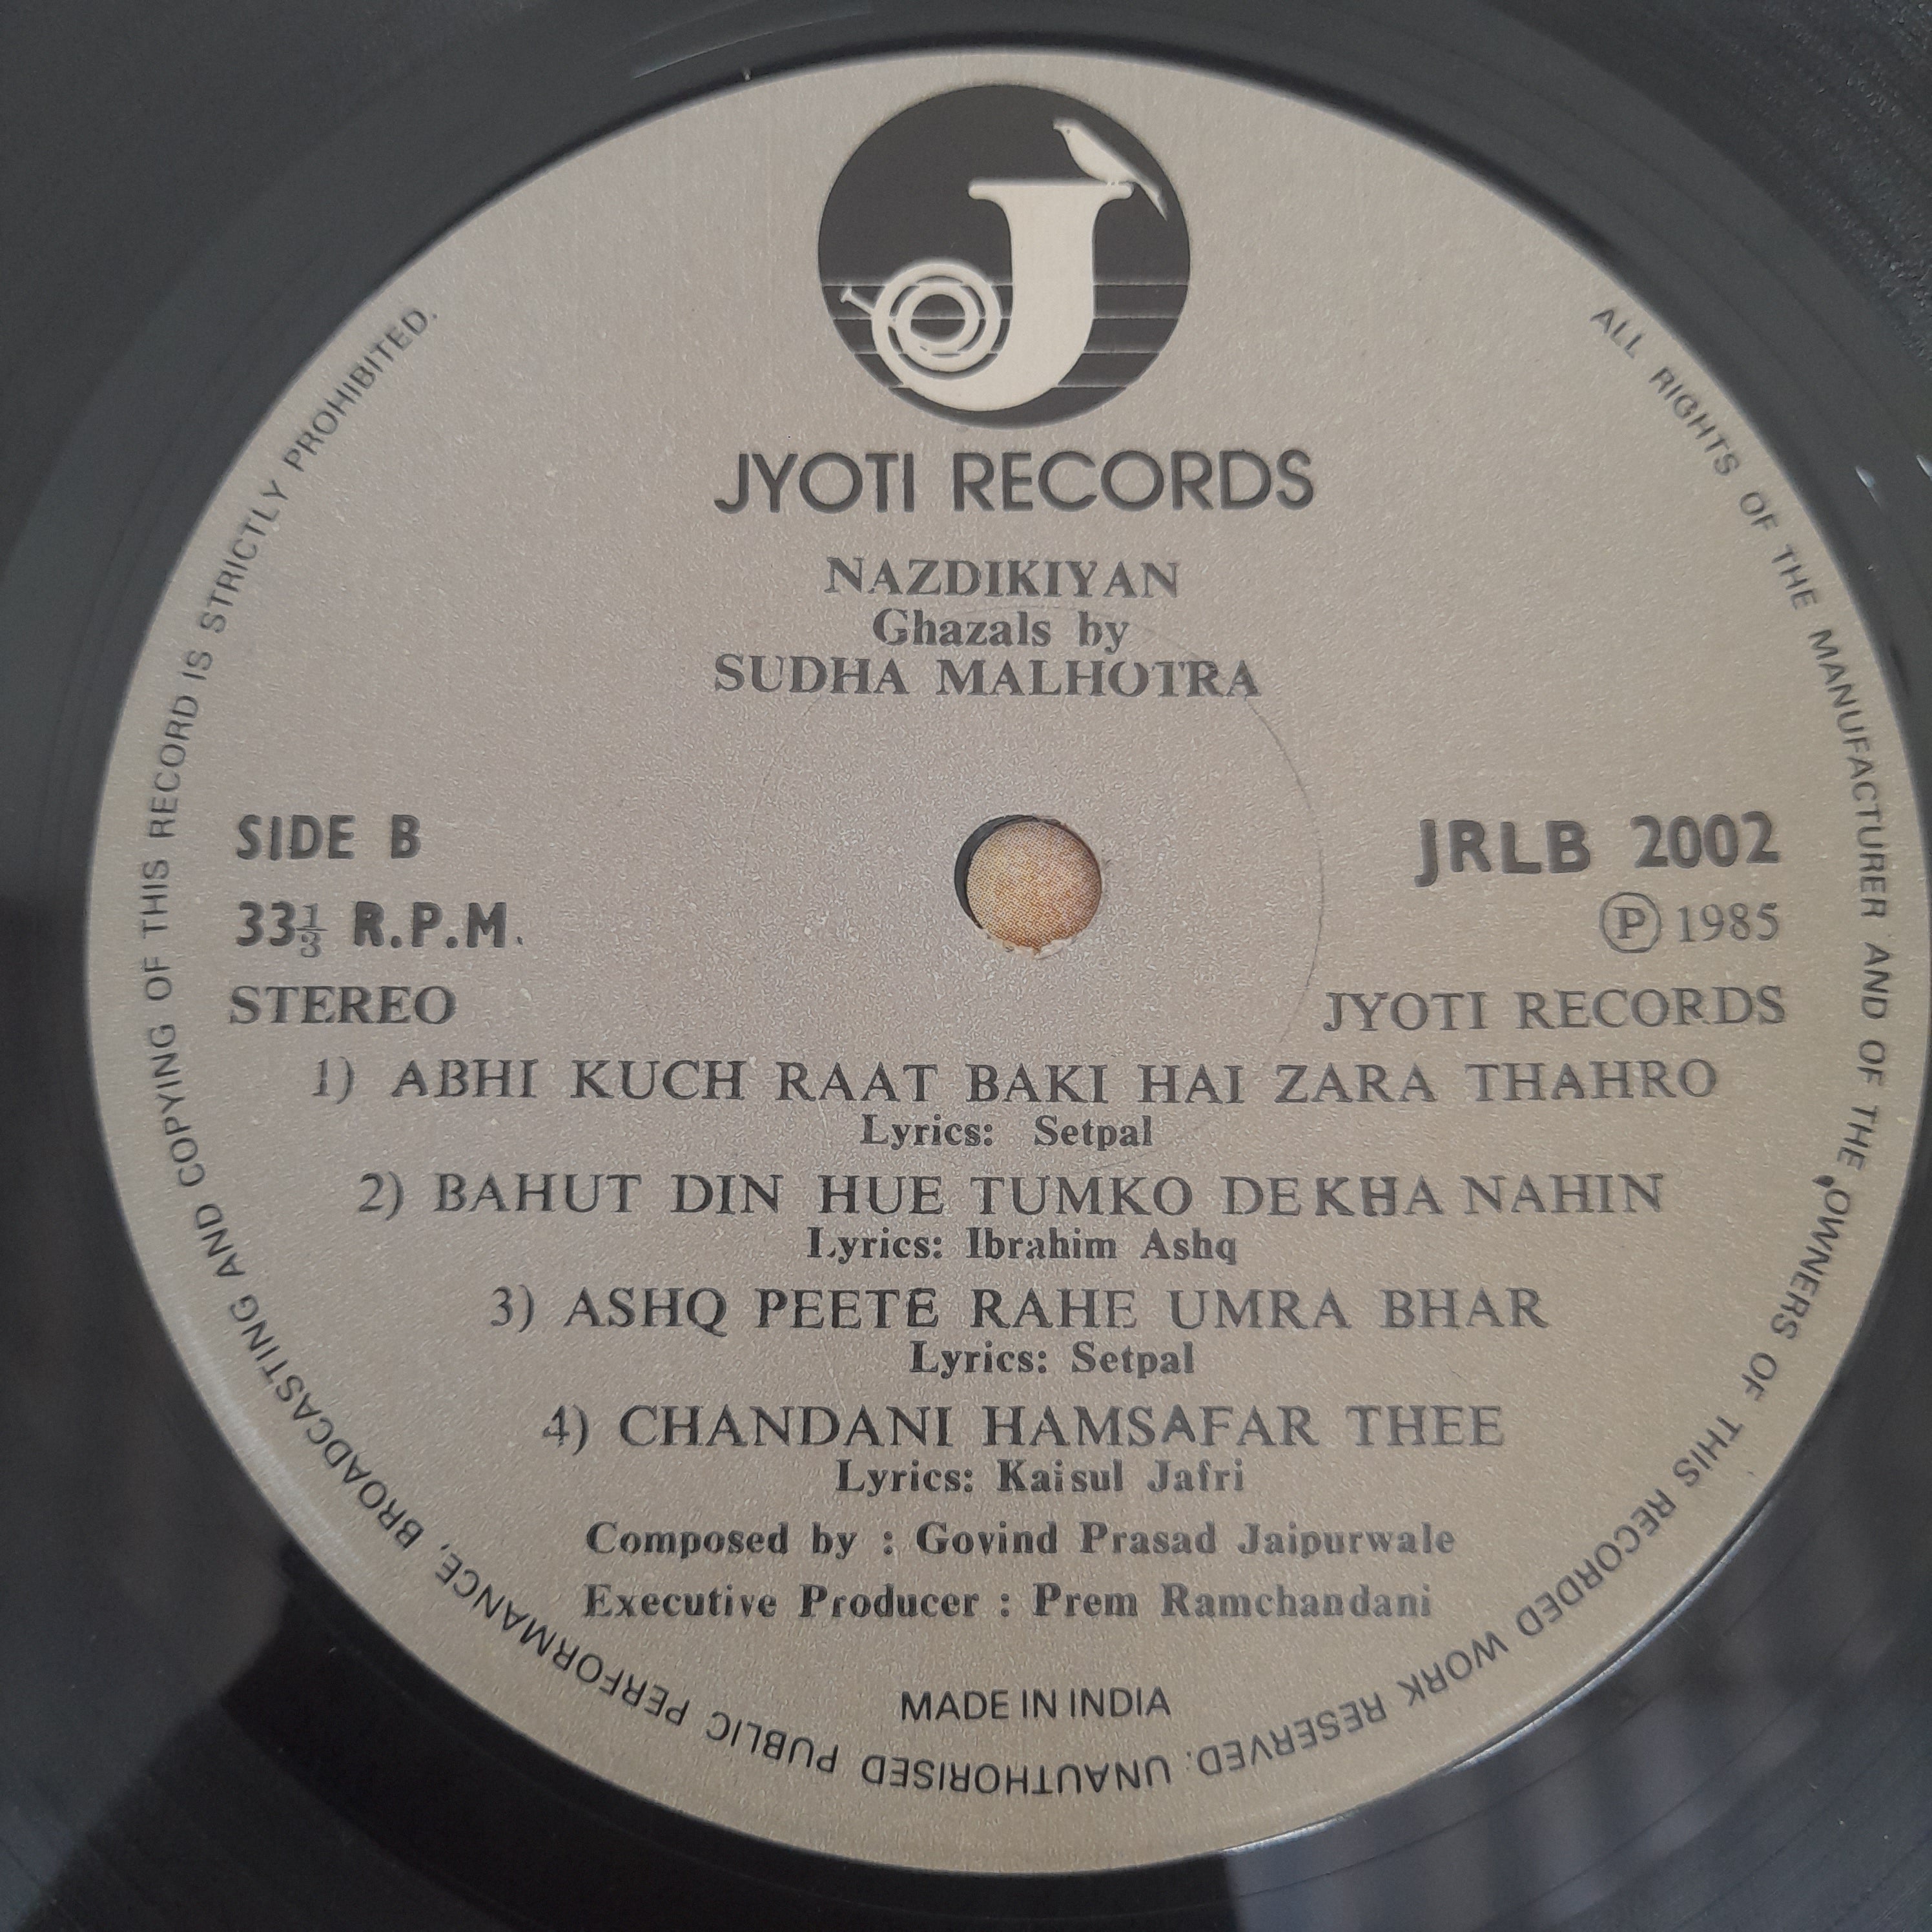 J
JYOTI RECORDS
NAZDIKIYAN
Ghazals by
SUDHA MALHOTRA
SIDE B
33⅓ R.P.M.
STEREO
JRLB 2002
Ⓟ 1985
JYOTI RECORDS
1) ABHI KUCH RAAT BAKI HAI ZARA THAHRO
Lyrics: Setpal
2) BAHUT DIN HUE TUMKO DEKHA NAHIN
Lyrics: Ibrahim Ashq
3) ASHQ PEETE RAHE UMRA BHAR
Lyrics: Setpal
4) CHANDANI HAMSAFAR THEE
Lyrics: Kaisul Jafri
Composed by : Govind Prasad Jaipurwale
Executive Producer : Prem Ramchandani
MADE IN INDIA
ALL RIGHTS OF THE MANUFACTURER AND OF THE OWNERS OF THIS RECORDED WORK RESERVED. UNAUTHORISED PUBLIC PERFORMANCE, BROADCASTING AND COPYING OF THIS RECORD IS STRICTLY PROHIBITED.